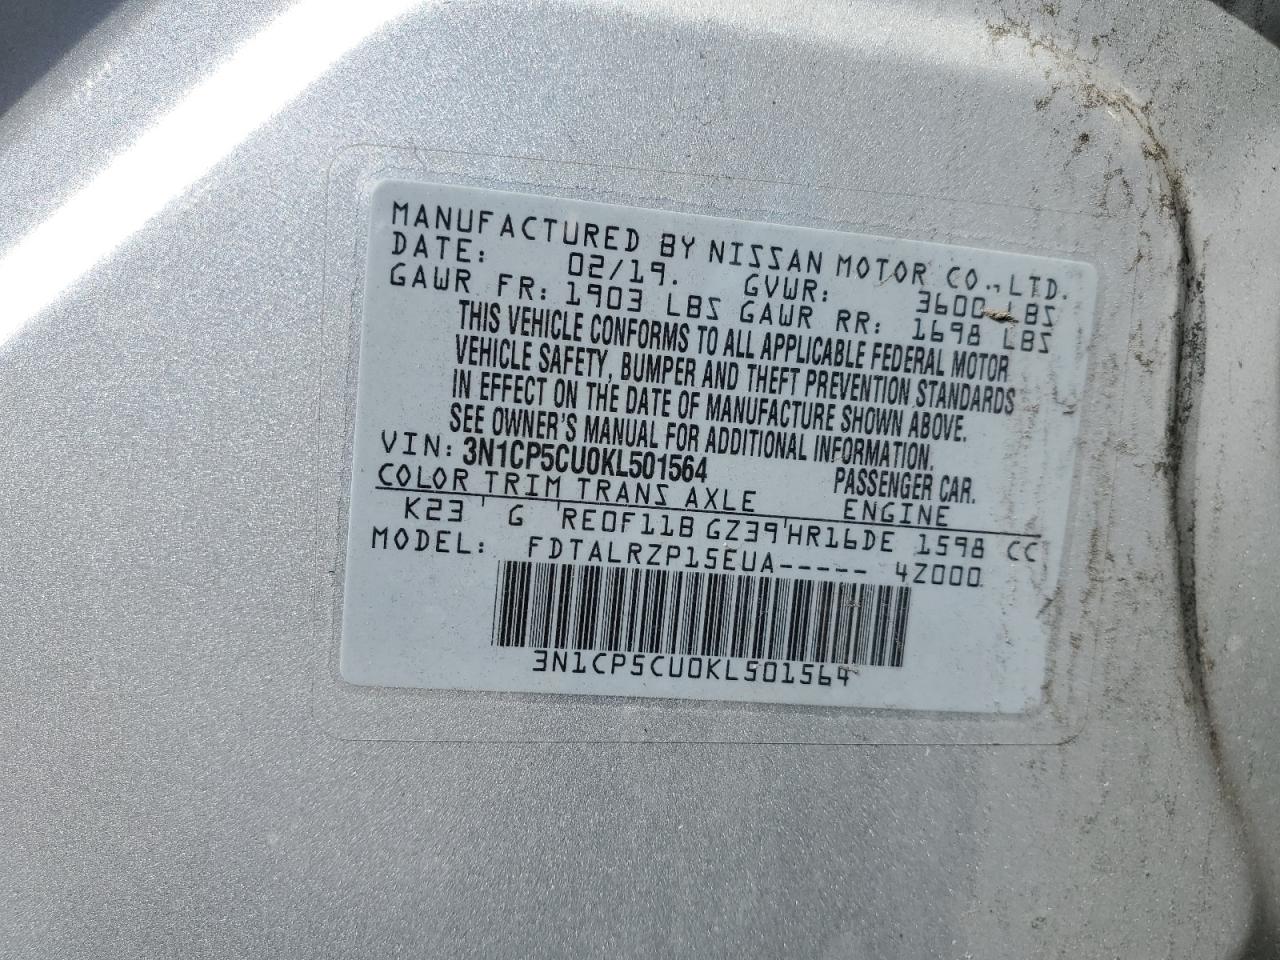 MANUFACTURED BY NISSAN MOTOR CO., LTD.
DATE: 02/19. GVWR: 3600 LBS
GAWR FR: 1903 LBS GAWR RR: 1698 LBS
THIS VEHICLE CONFORMS TO ALL APPLICABLE FEDERAL MOTOR
VEHICLE SAFETY, BUMPER AND THEFT PREVENTION STANDARDS
IN EFFECT ON THE DATE OF MANUFACTURE SHOWN ABOVE.
SEE OWNER'S MANUAL FOR ADDITIONAL INFORMATION.
VIN: 3N1CP5CU0KL501564 PASSENGER CAR.
COLOR TRIM TRANS AXLE ENGINE
K23 ' G 'RE0F11B GZ39'HR16DE 1598 CC
MODEL: FDTALRZP15EUA----- 4Z000
3N1CP5CU0KL501564